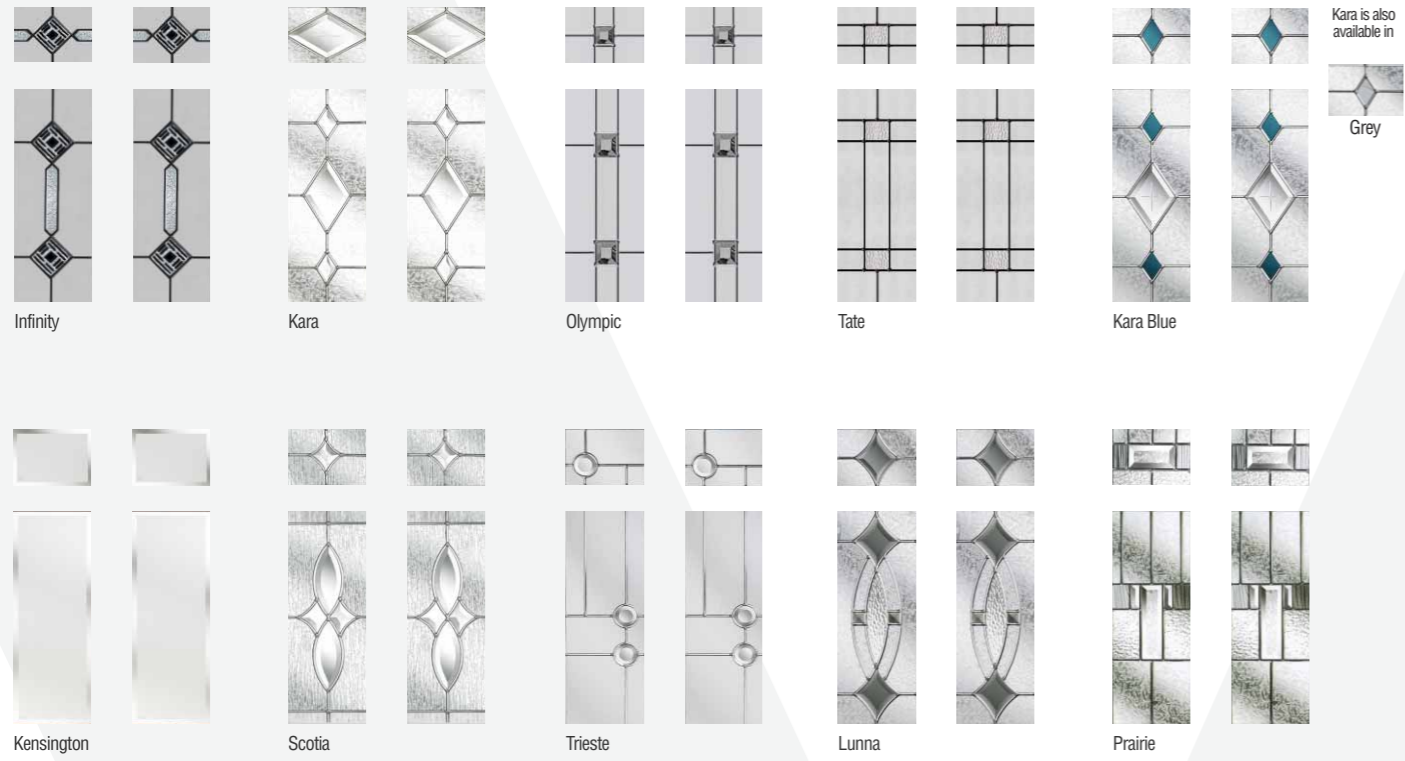 Kara is also
available in
Grey
Infinity
Kara
Olympic
Tate
Kara Blue
Kensington
Scotia
Trieste
Lunna
Prairie